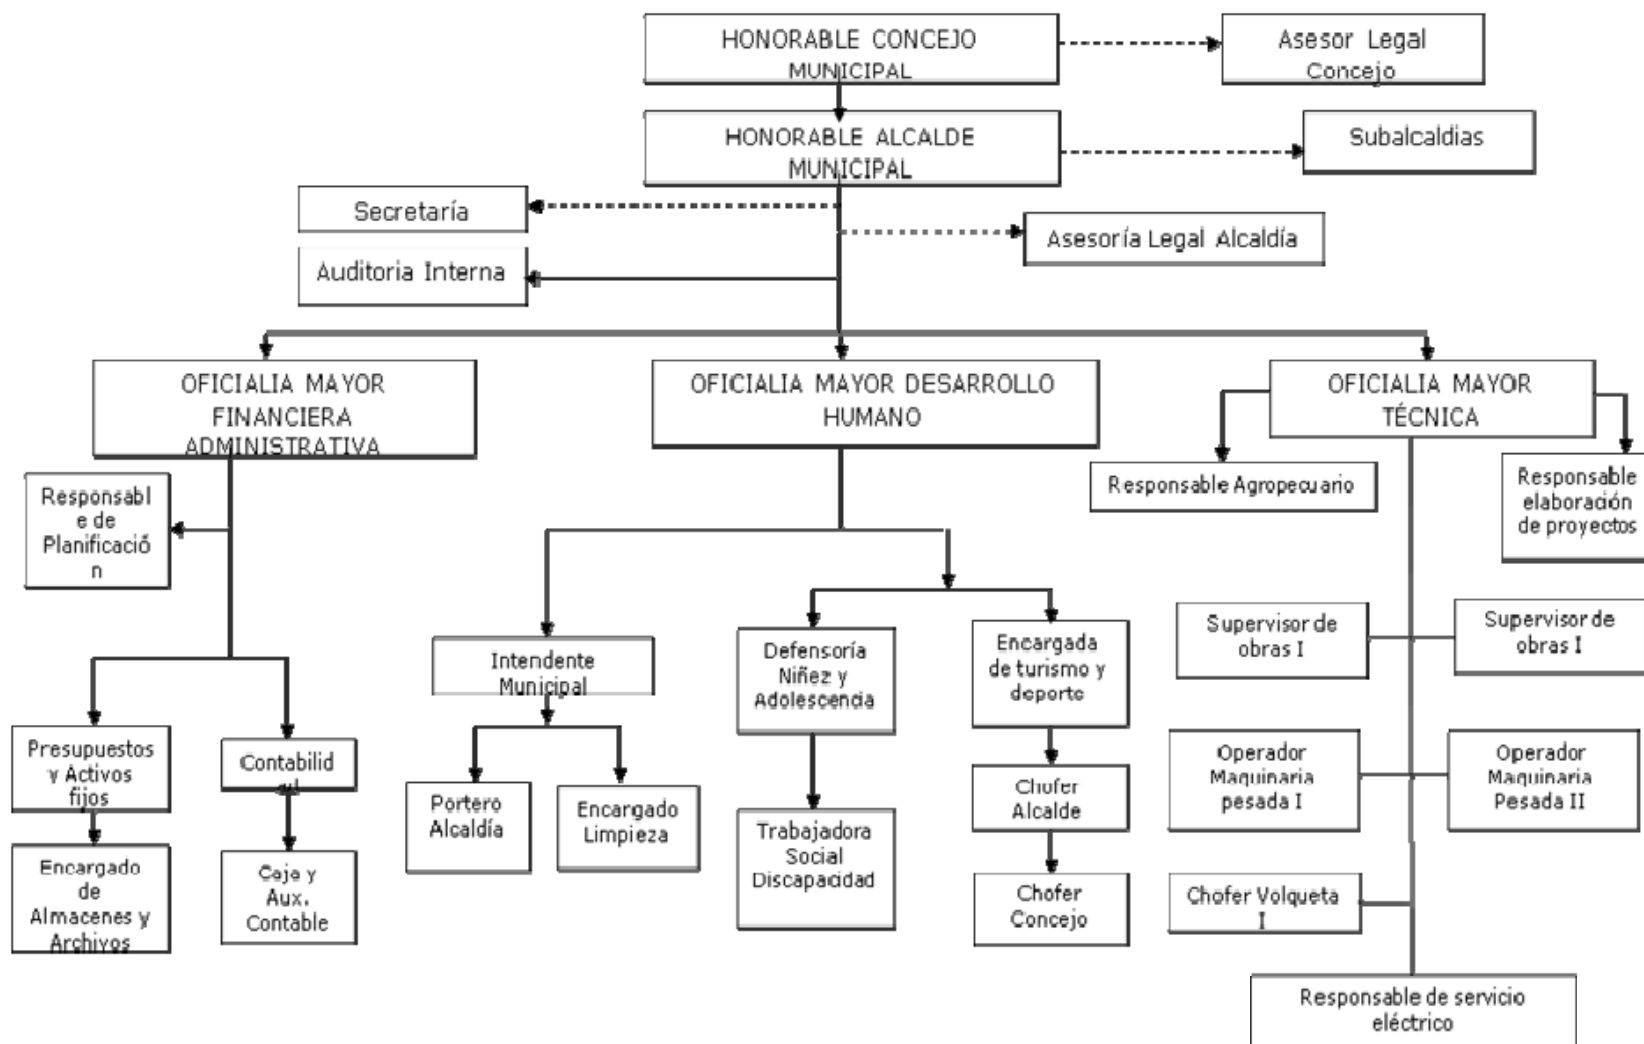 HONORABLE CONCEJO
MUNICIPAL
Asesor Legal
Concejo
HONORABLE ALCALDE
MUNICIPAL
Subalcaldias
Secretaría
Asesoría Legal Alcaldía
Auditoria Interna
OFICIALIA MAYOR
FINANCIERA
ADMINISTRATIVA
OFICIALIA MAYOR DESARROLLO
HUMANO
OFICIALIA MAYOR
TÉCNICA
Responsabl
e de
Planificació
n
Responsable Agropecuario
Responsable
elaboración
de proyectos
Intendente
Municipal
Defensoría
Niñez y
Adolescencia
Encargada
de turismo y
deporte
Supervisor de
obras I
Supervisor de
obras I
Presupuestos
y Activos
fijos
Contabilid
Portero
Alcaldía
Encargado
Limpieza
Chofer
Alcalde
Operador
Maquinaria
pesada I
Operador
Maquinaria
Pesada II
Encargado
de
Almacenes y
Archivos
Caja y
Aux.
Contable
Trabajadora
Social
Discapacidad
Chofer
Concejo
Chofer Volqueta
I
Responsable de servicio
eléctrico